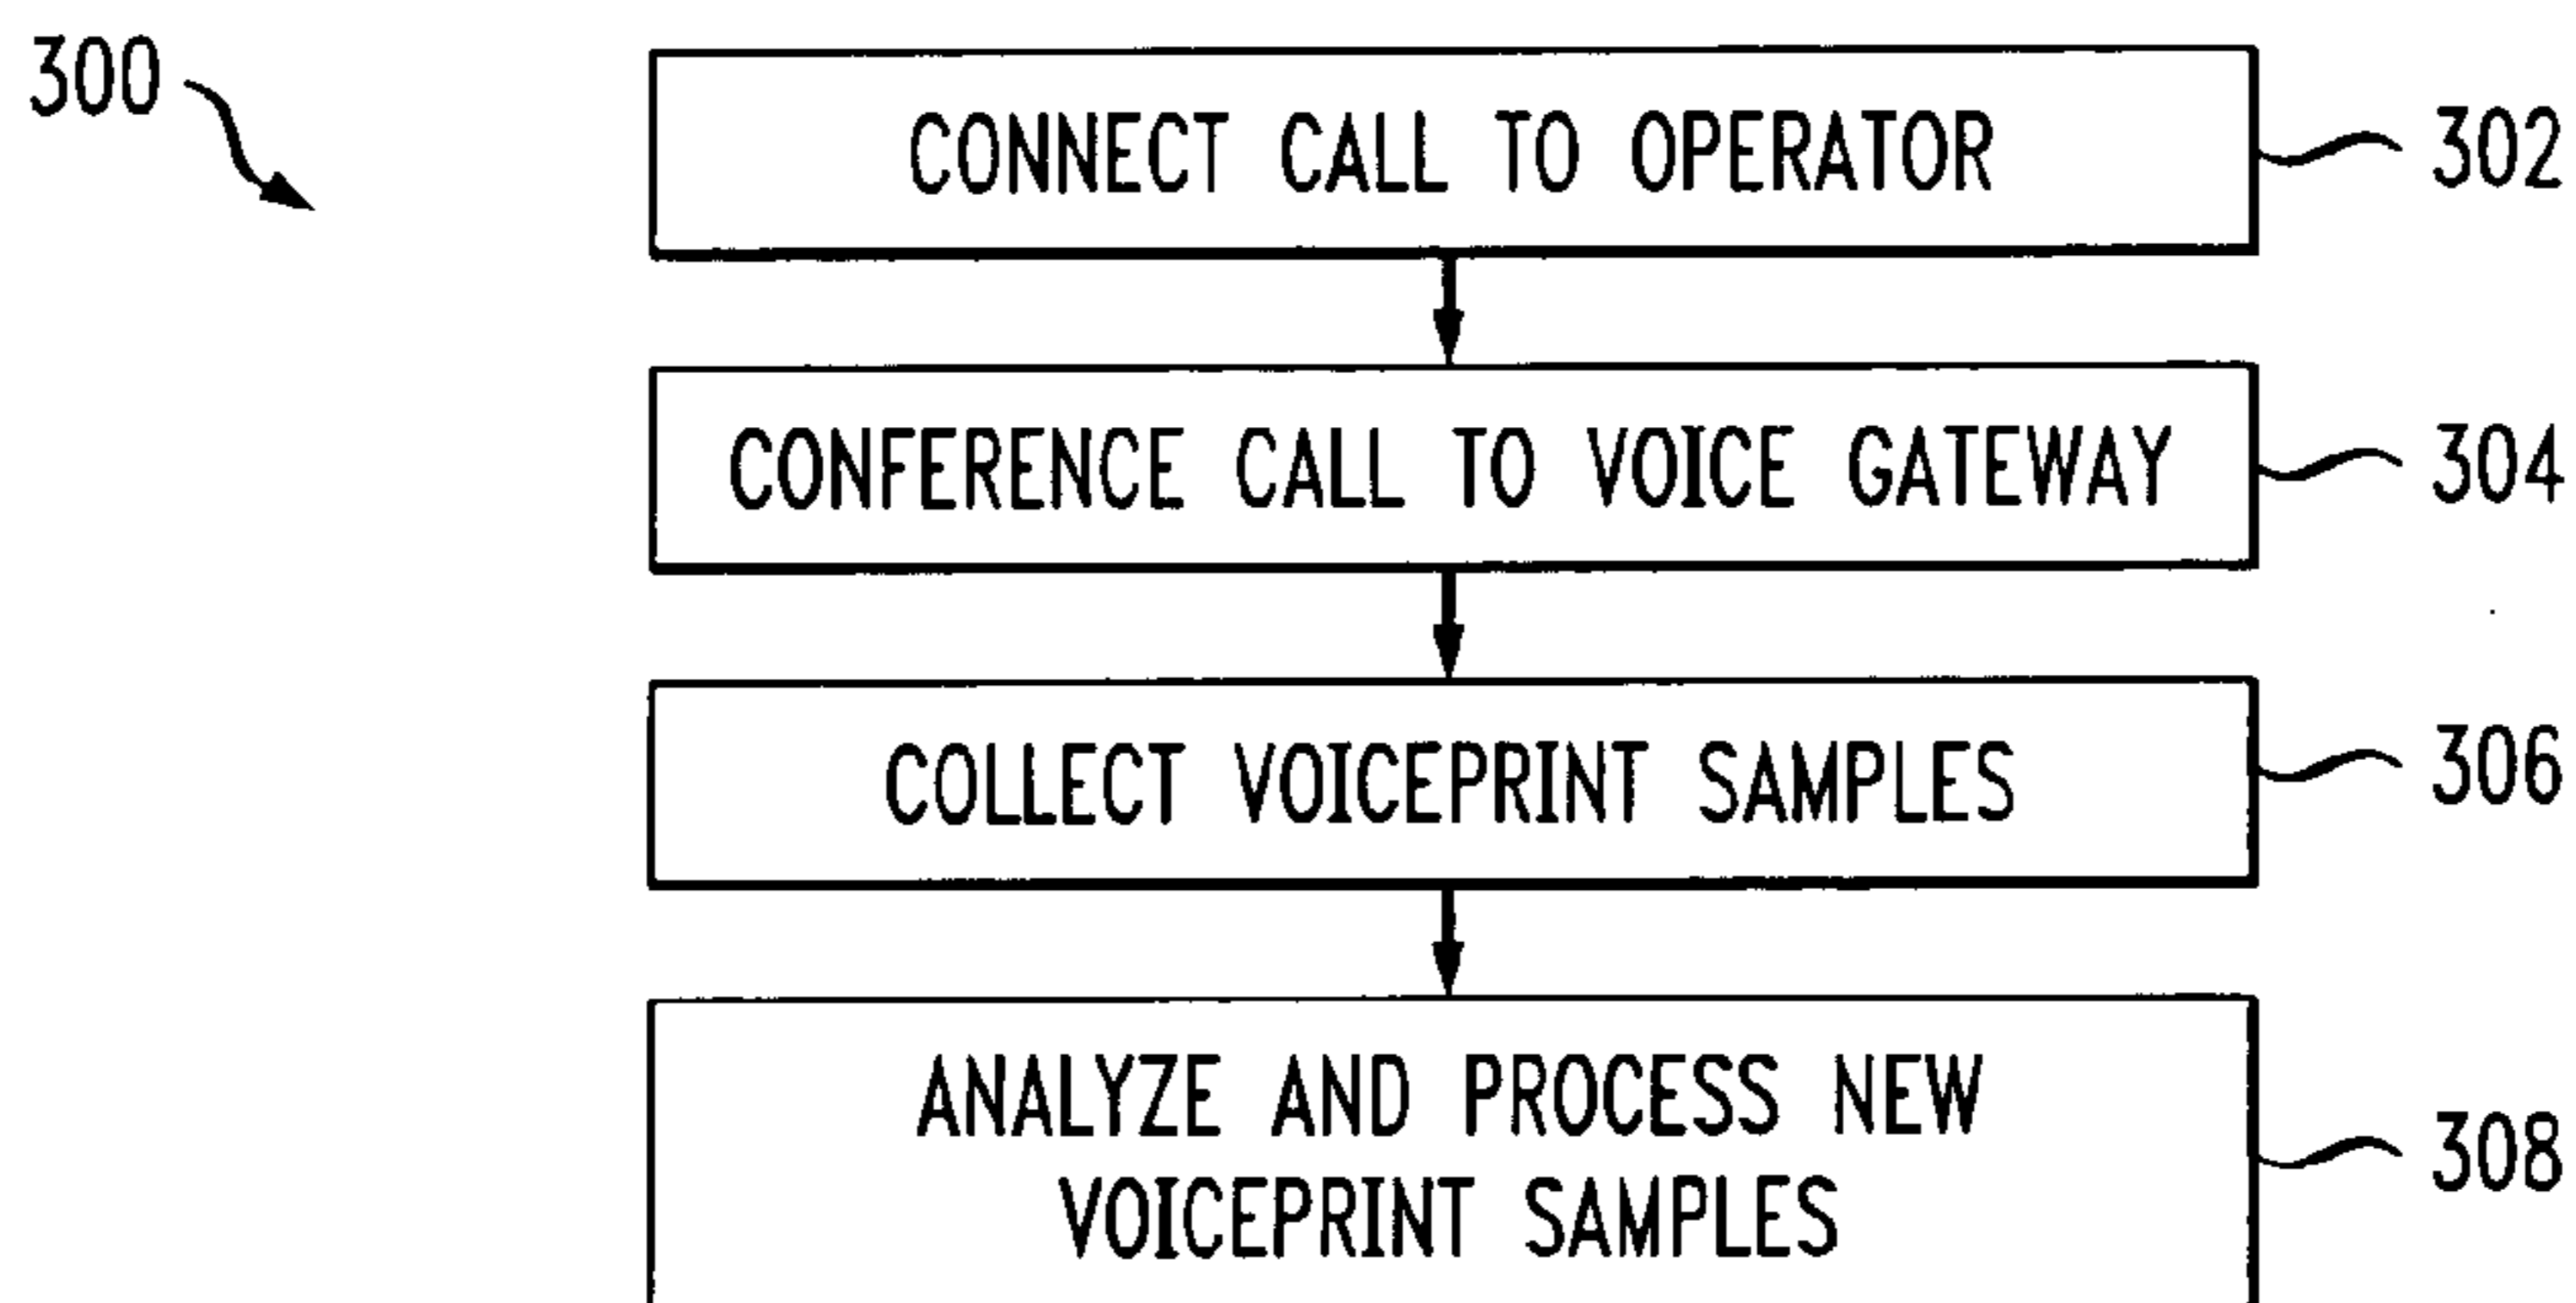 300
CONNECT CALL TO OPERATOR
302
CONFERENCE CALL TO VOICE GATEWAY
304
COLLECT VOICEPRINT SAMPLES
306
ANALYZE AND PROCESS NEW
VOICEPRINT SAMPLES
308